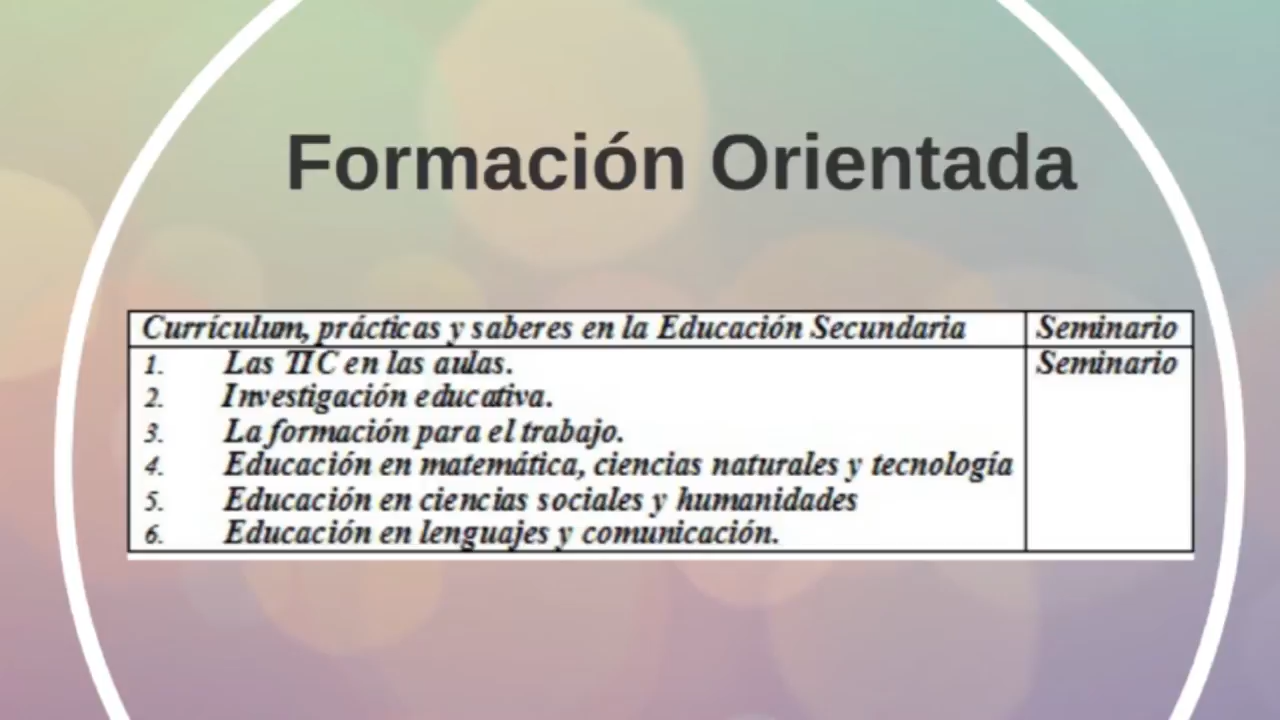 Formación Orientada
Currículum, prácticas y saberes en la Educación Secundaria Seminario
1. Las TIC en las aulas. Seminario
2. Investigación educativa.
3. La formación para el trabajo.
4. Educación en matemática, ciencias naturales y tecnología
5. Educación en ciencias sociales y humanidades
6. Educación en lenguajes y comunicación.